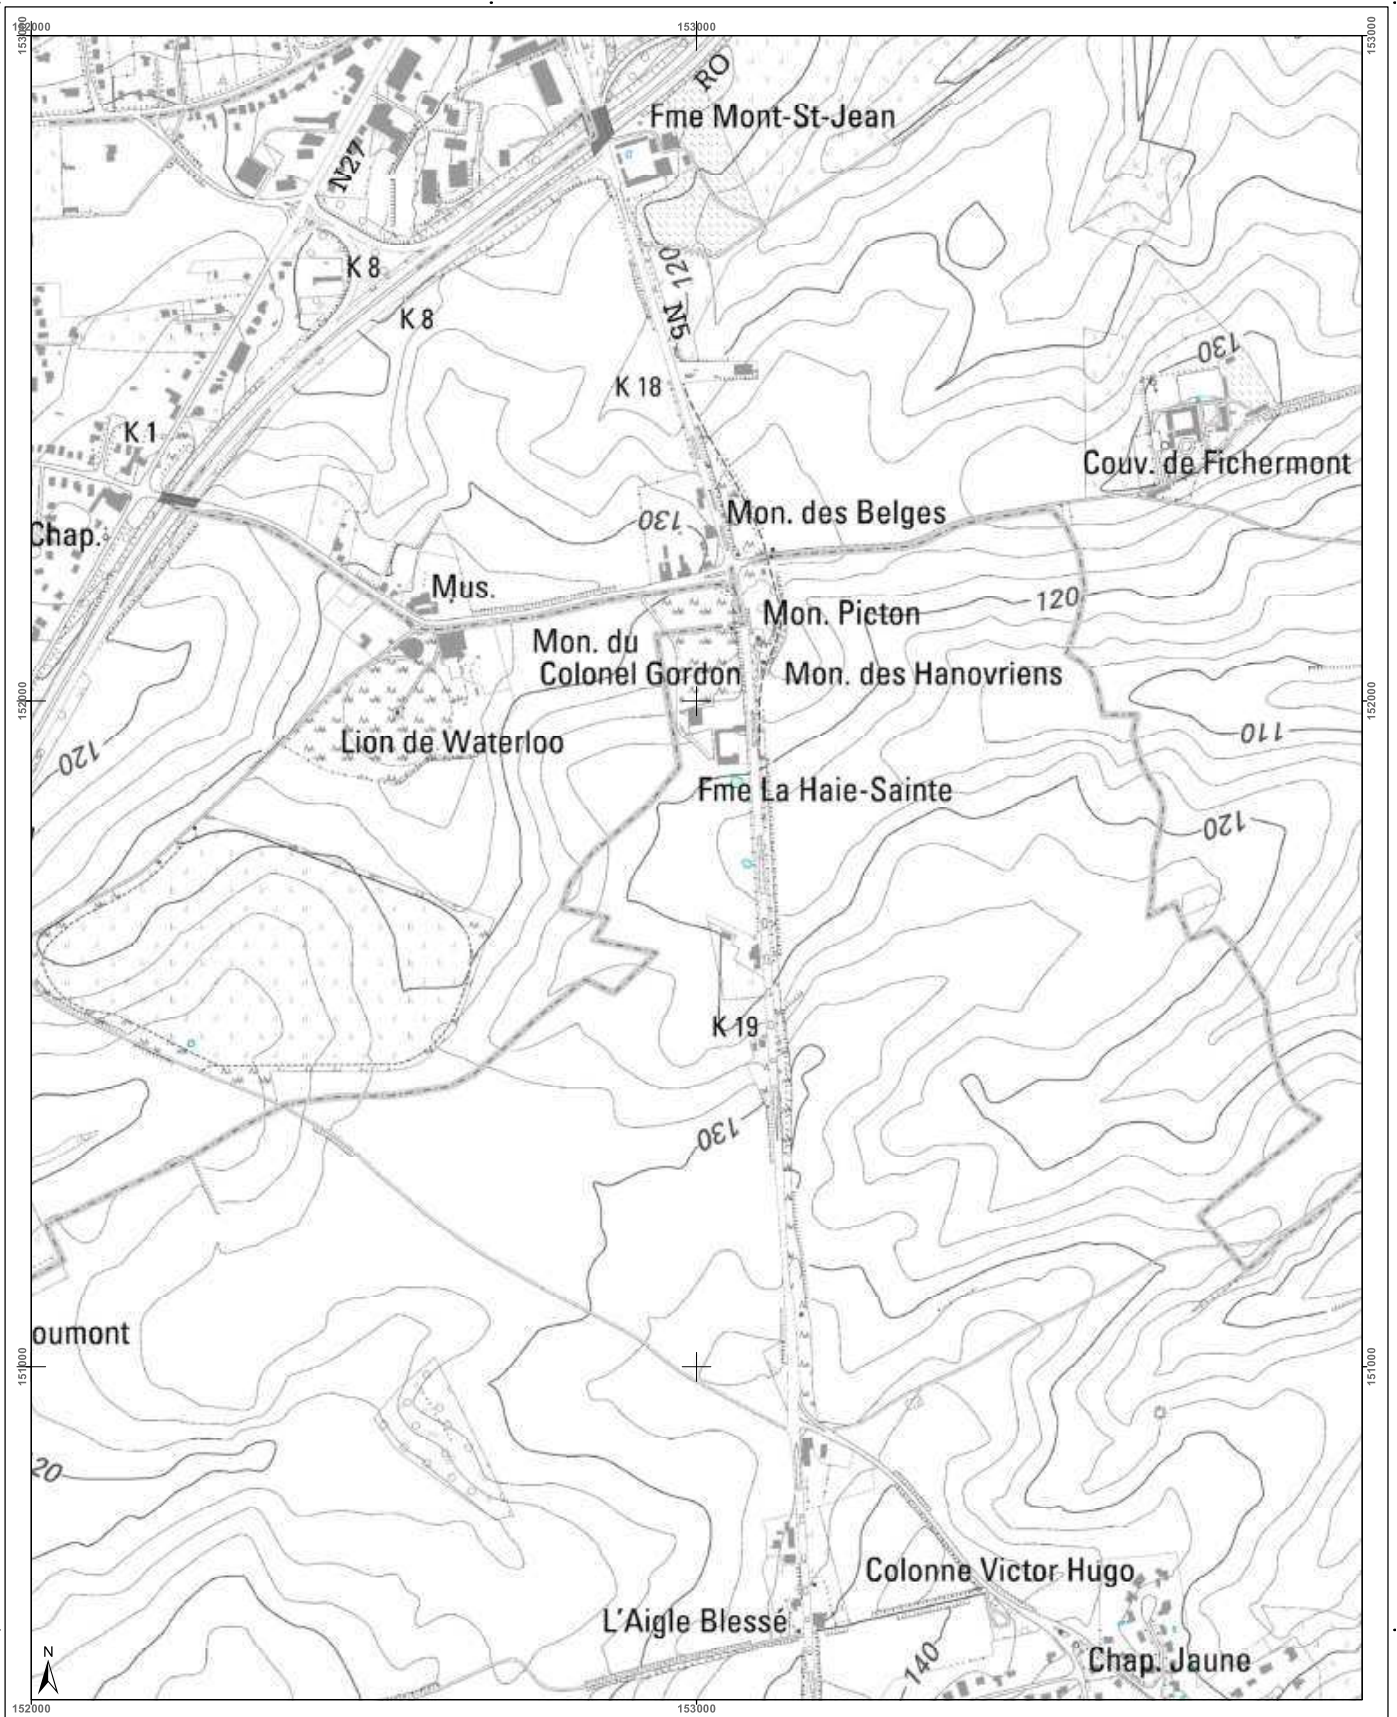 152000
153000
153000
153000
RO
Fme Mont-St-Jean
N27
K 8
120
N5
K 8
130
K 18
K 1
Couv. de Fichermont
Mon. des Belges
130
Chap.
Mus.
120
Mon. Picton
Mon. du
Colonel Gordon
Mon. des Hanovriens
152000
152000
110
Lion de Waterloo
120
Fme La Haie-Sainte
120
K 19
130
oumont
151000
151000
20
Colonne Victor Hugo
L'Aigle Blessé
140
Chap. Jaune
N
152000
153000